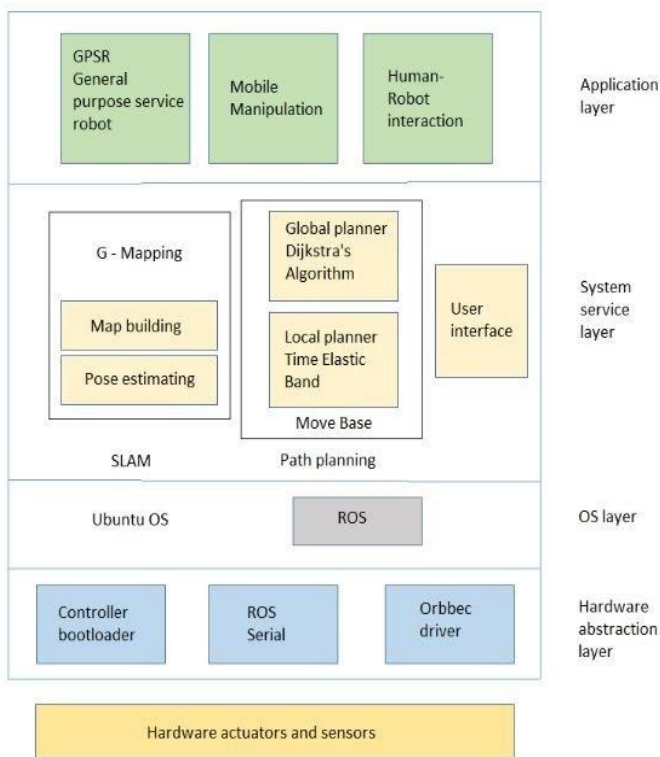 GPSR
General
purpose service
robot
Mobile
Manipulation
Human-
Robot
interaction
Application
layer
G - Mapping
Map building
Pose estimating
SLAM
Global planner
Dijkstra's
Algorithm
Local planner
Time Elastic
Band
Move Base
Path planning
User
interface
System
service
layer
Ubuntu OS
ROS
OS layer
Controller
bootloader
ROS
Serial
Orbbec
driver
Hardware
abstraction
layer
Hardware actuators and sensors